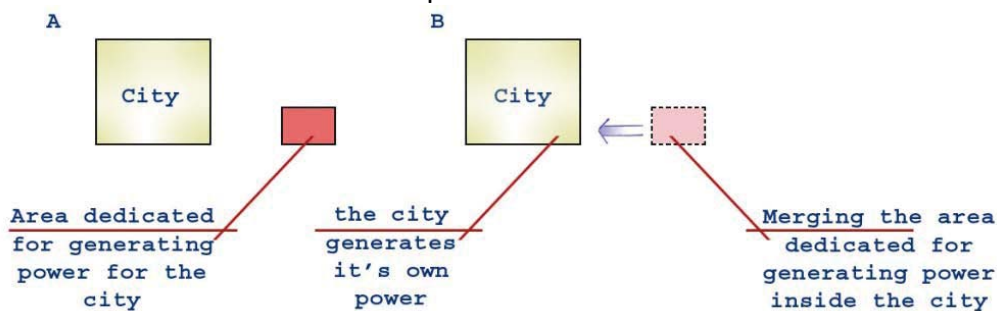 A
B
City
City
Area dedicated
for generating
power for the
city
the city
generates
it's own
power
Merging the area
dedicated for
generating power
inside the city